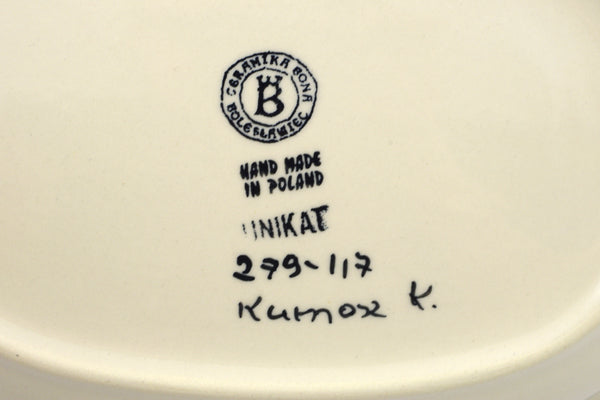 CERAMIKA BONA
B
BOLESŁAWIEC
HAND MADE
IN POLAND
UNIKAT
279-117
K.